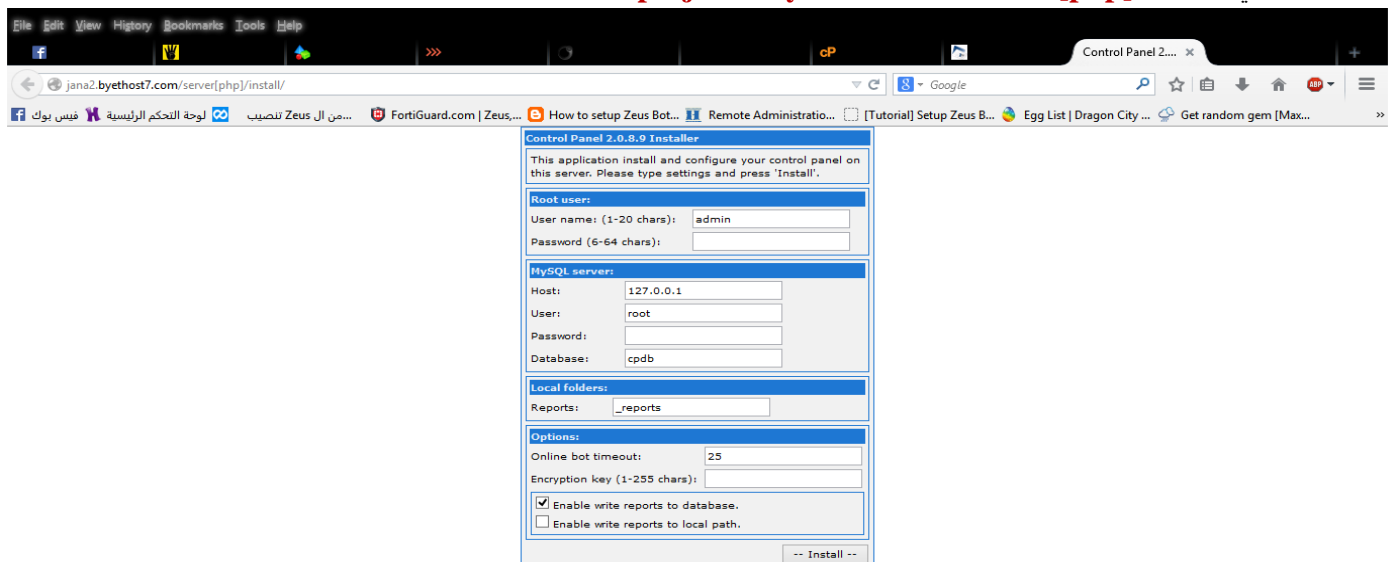 File Edit View History Bookmarks Tools Help
cP Control Panel 2....
jana2.byethost7.com/server[php]/install/ Google ABP
فيس بوك لوحة التحكم الرئيسية من ال Zeus تنصيب... FortiGuard.com | Zeus,... How to setup Zeus Bot... Remote Administratio... [Tutorial] Setup Zeus B... Egg List | Dragon City ... Get random gem [Max... »
Control Panel 2.0.8.9 Installer
This application install and configure your control panel on
this server. Please type settings and press 'Install'.
Root user:
User name: (1-20 chars): admin
Password (6-64 chars):
MySQL server:
Host: 127.0.0.1
User: root
Password:
Database: cpdb
Local folders:
Reports: _reports
Options:
Online bot timeout: 25
Encryption key (1-255 chars):
Enable write reports to database.
Enable write reports to local path.
-- Install --